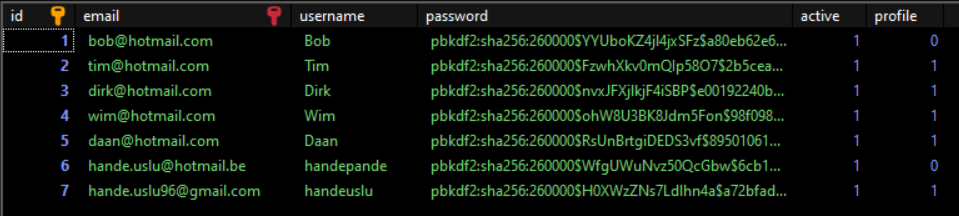 id email username password active profile
1 bob@hotmail.com Bob pbkdf2:sha256:260000$YYUboKZ4jl4jxSFz$a80eb62e6... 1 0
2 tim@hotmail.com Tim pbkdf2:sha256:260000$FzwhXkv0mQlp58O7$2b5cea... 1 1
3 dirk@hotmail.com Dirk pbkdf2:sha256:260000$nvxJFXjlkjF4iSBP$e00192240b... 1 1
4 wim@hotmail.com Wim pbkdf2:sha256:260000$ohW8U3BK8Jdm5Fon$98f098... 1 1
5 daan@hotmail.com Daan pbkdf2:sha256:260000$RsUnBrtgiDEDS3vf$89501061... 1 1
6 hande.uslu@hotmail.be handepande pbkdf2:sha256:260000$WfgUWuNvz50QcGbw$6cb1... 1 0
7 hande.uslu96@gmail.com handeuslu pbkdf2:sha256:260000$H0XWzZNs7Ldlhn4a$a72bfad... 1 1